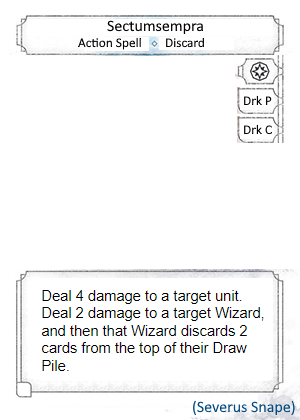 Sectumsempra
Action Spell ◇ Discard
Drk P
Drk C
Deal 4 damage to a target unit.
Deal 2 damage to a target Wizard,
and then that Wizard discards 2
cards from the top of their Draw
Pile.
(Severus Snape)